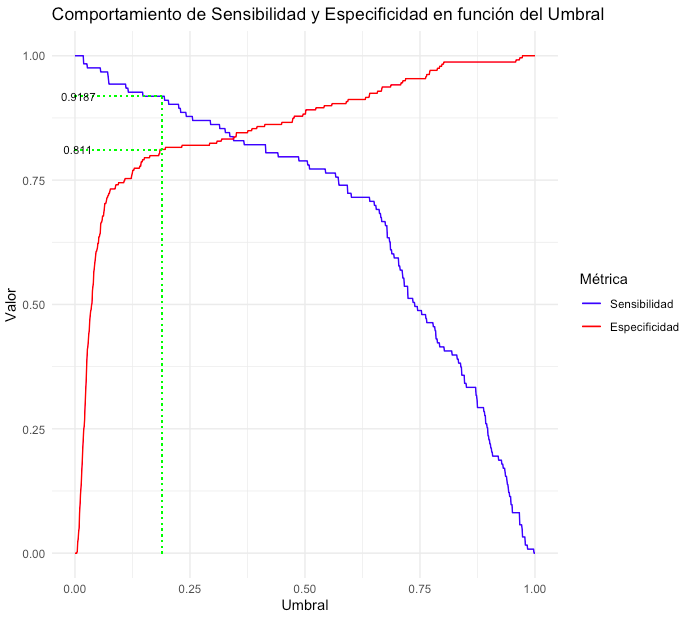 Comportamiento de Sensibilidad y Especificidad en función del Umbral
1.00
0.9187
0.811
0.75
0.50
0.25
0.00
Valor
0.00 0.25 0.50 0.75 1.00
Umbral
Métrica
Sensibilidad
Especificidad